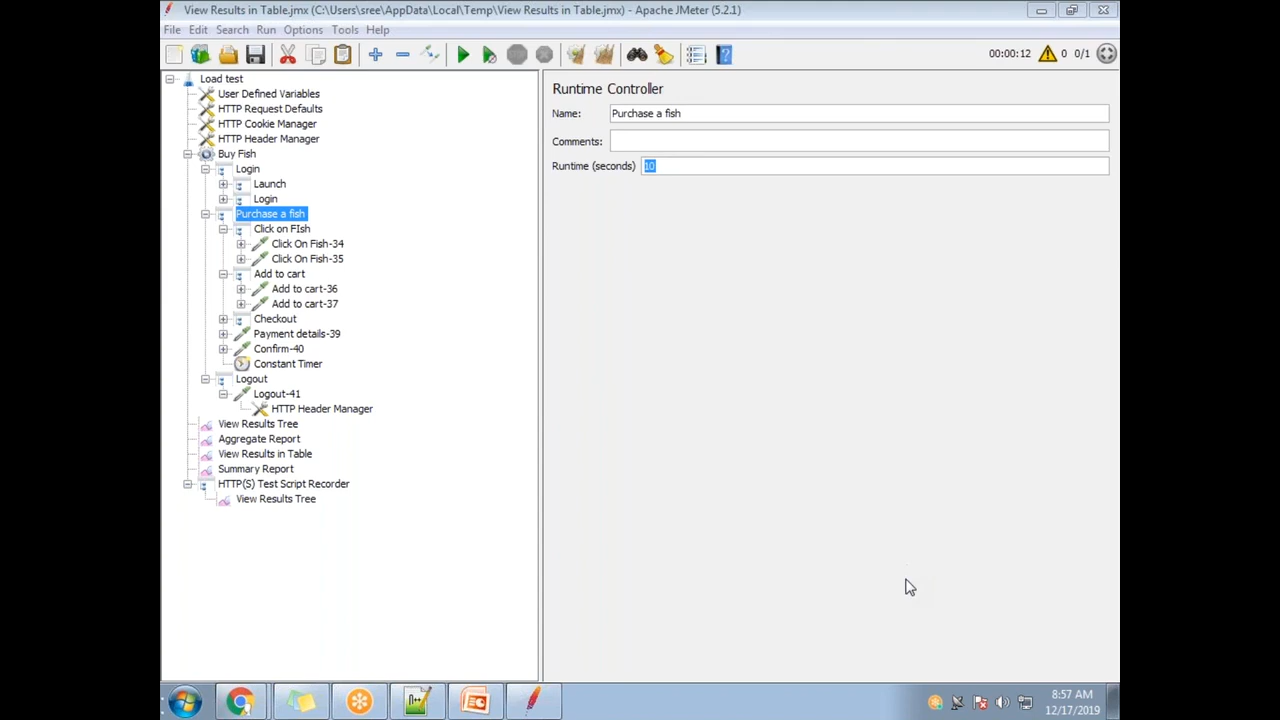 View Results in Table.jmx (C:\Users\sree\AppData\Local\Temp\View Results in Table.jmx) - Apache JMeter (5.2.1)
File Edit Search Run Options Tools Help
00:00:12 0 0/1
Load test
User Defined Variables
HTTP Request Defaults
HTTP Cookie Manager
HTTP Header Manager
Buy Fish
Login
Launch
Login
Purchase a fish
Click on FIsh
Click On Fish-34
Click On Fish-35
Add to cart
Add to cart-36
Add to cart-37
Checkout
Payment details-39
Confirm-40
Constant Timer
Logout
Logout-41
HTTP Header Manager
View Results Tree
Aggregate Report
View Results in Table
Summary Report
HTTP(S) Test Script Recorder
View Results Tree
Runtime Controller
Name: Purchase a fish
Comments:
Runtime (seconds) 10
8:57 AM
12/17/2019